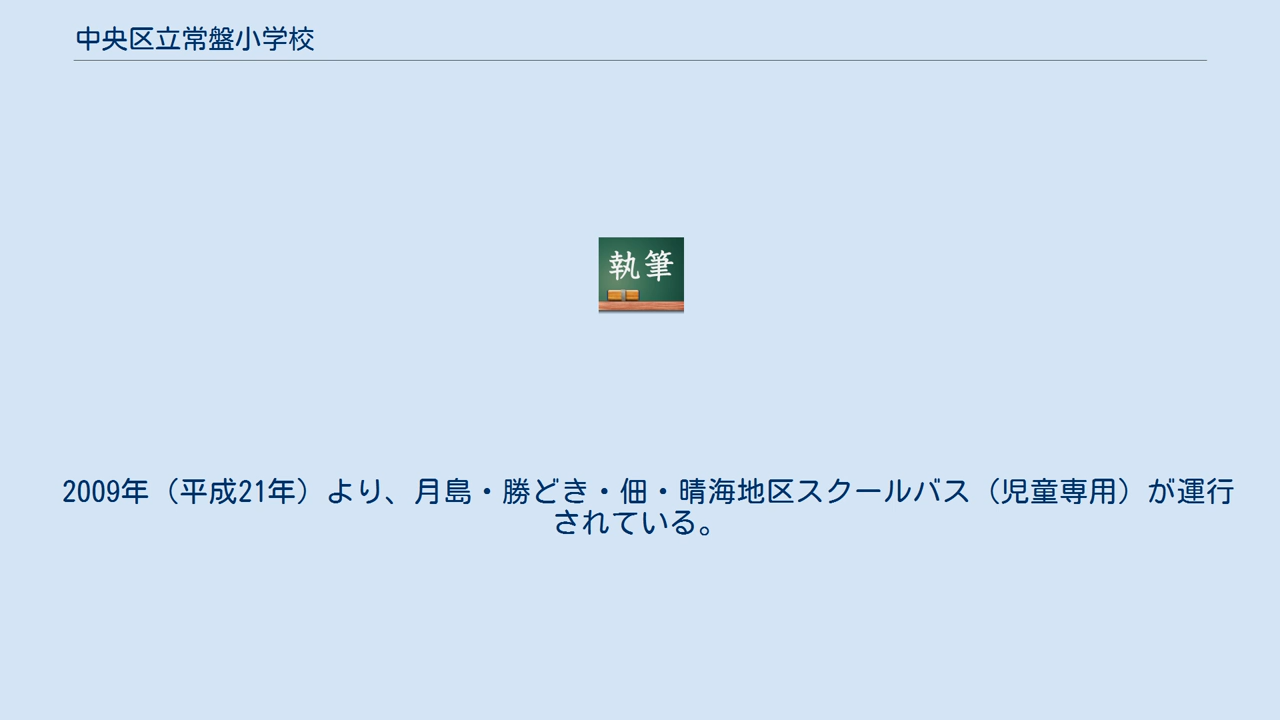 中央区立常盤小学校
執筆
2009年（平成21年）より、月島・勝どき・佃・晴海地区スクールバス（児童専用）が運行
されている。